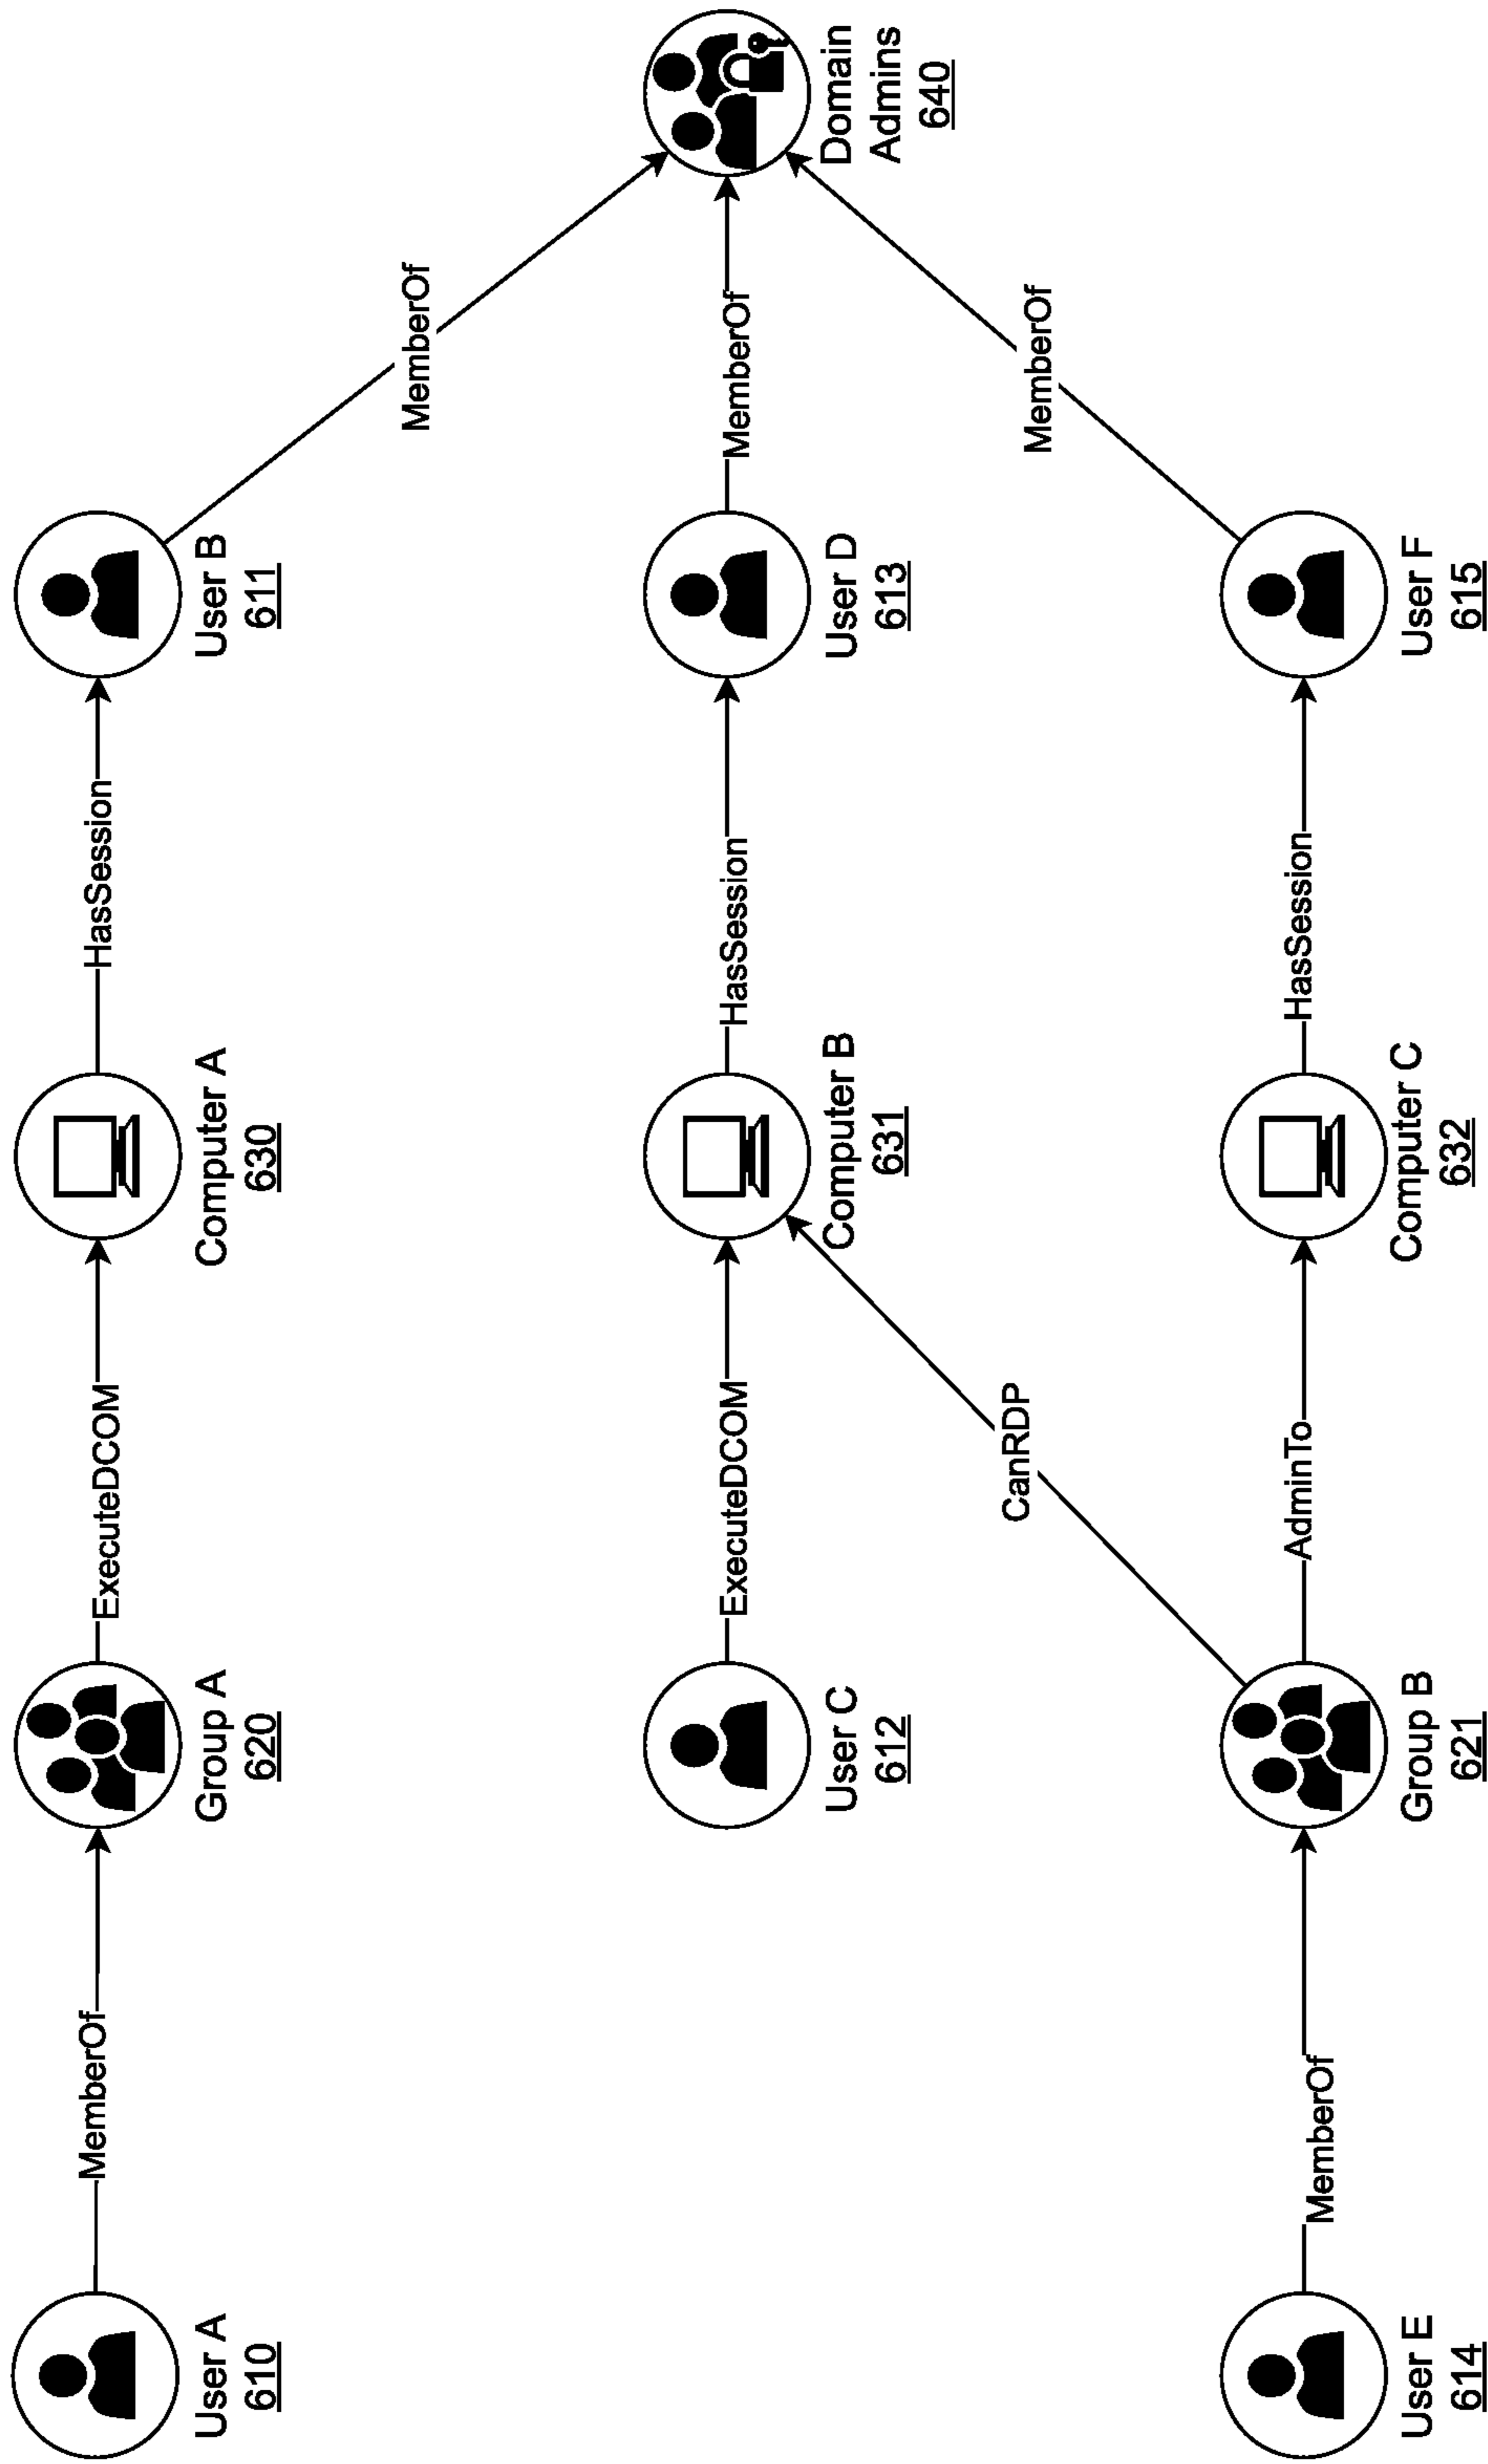 User A
610
MemberOf
Group A
620
ExecuteDCOM
Computer A
630
HasSession
User B
611
MemberOf
User C
612
ExecuteDCOM
Computer B
631
HasSession
User D
613
MemberOf
Domain
Admins
640
CanRDP
MemberOf
User E
614
MemberOf
Group B
621
AdminTo
Computer C
632
HasSession
User F
615